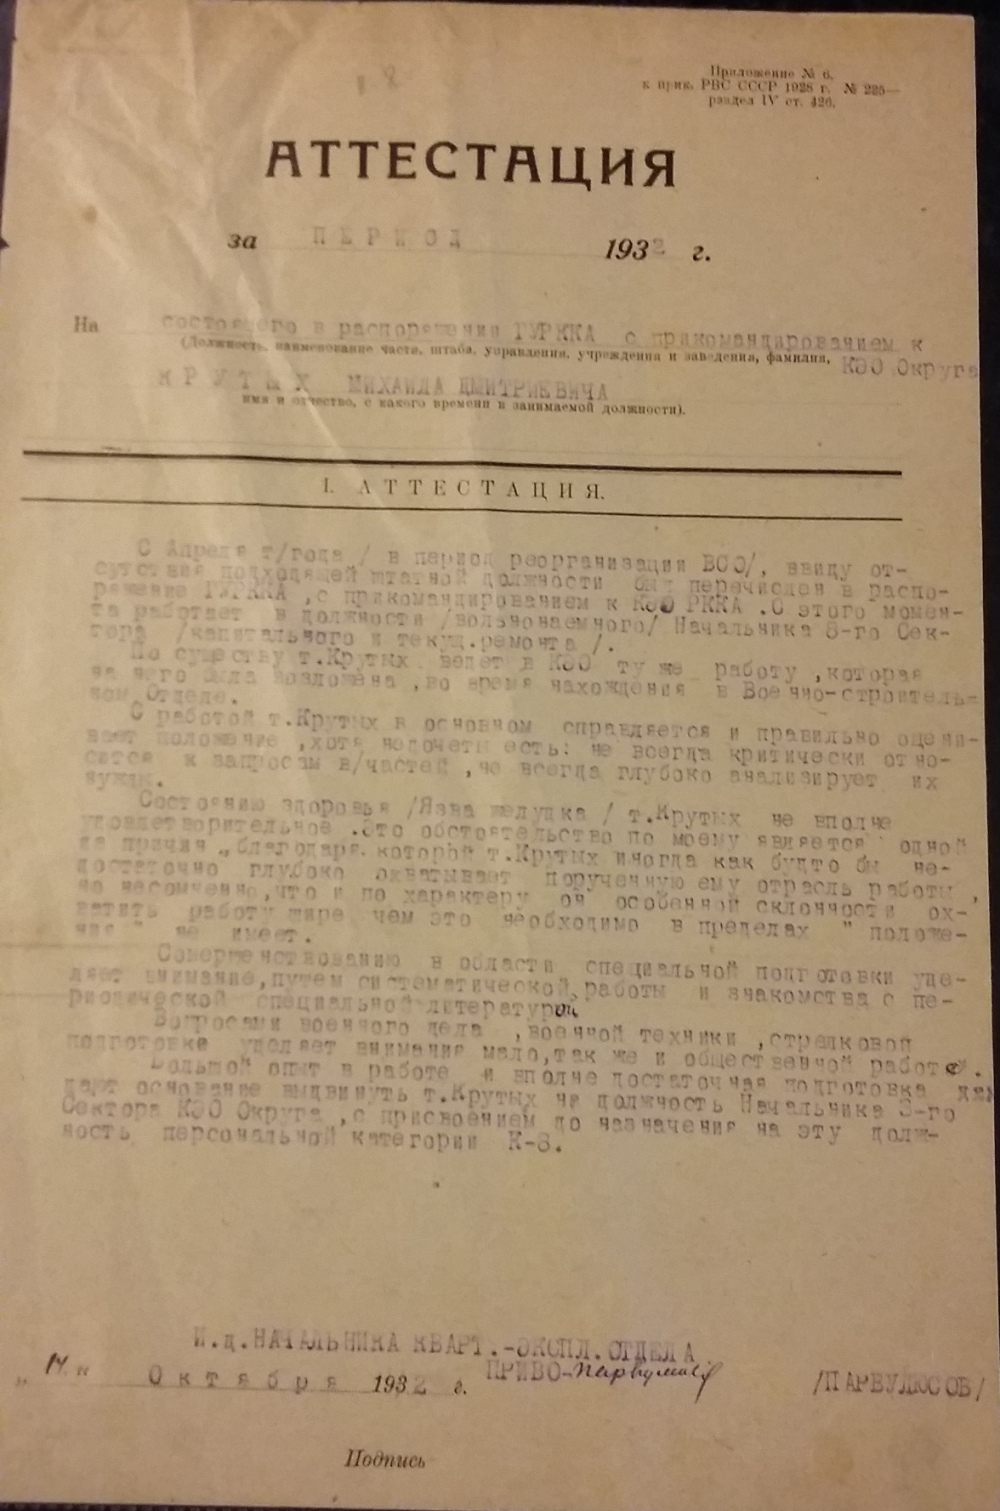 Приложение № 6.
к прик. РВС СССР 1928 г. № 225—
раздел IV ст. 426.
АТТЕСТАЦИЯ
за ПЕРИОД 1932 г.
На состоящего в распоряжении ГУРККА с прикомандированием к
(Должность, наименование части, штаба, управления, учреждения и заведения, фамилия,
КЭО Округа
КРУТЫХ МИХАИЛА ДМИТРИЕВИЧА
имя и отчество, с какого времени в занимаемой должности).
I. АТТЕСТАЦИЯ.
С Апреля т/года / в период реорганизации ВСО/, ввиду от-
сутствия подходящей штатной должности был перечислен в распо-
ряжение ГУРККА ,с прикомандированием к КЭО РККА .С этого момен-
та работает в должности /вольнонаемного/ Начальника 3-го Сек-
тора /капитального и текущ.ремонта /.
По существу т.Крутых ведет в КЭО ту же работу ,которая
на него была возложена ,во время нахождения в Военно-строитель-
ном Отделе.
С работой т.Крутых в основном справляется и правильно оцени-
вает положение ,хотя недочеты есть: не всегда критически отно-
сится к запросам в/частей ,не всегда глубоко анализирует их
нужды.
Состоянию здоровья /Язва желудка / т.Крутых не вполне
удовлетворительное .Это обстоятельство по моему является одной
из причин ,благодаря которой т.Крутых иногда как будто бы не-
достаточно глубоко охватывает порученную ему отрасль работы ,
но несомненно,что и по характеру он особенной склонности ох-
ватить работу шире чем это необходимо в пределах " положе-
ния " не имеет.
Совершенствованию в области специальной подготовки уде-
ляет внимание,путем систематической работы и знакомства с пе-
риодической специальной литературой
Вопросами военного дела ,военной техники ,стрелковой
подготовке уделяет внимания мало,так же и общественной работе.
Большой опыт в работе и вполне достаточная подготовка
дают основание выдвинуть т.Крутых на должность Начальника 3-го
Сектора КЭО Округа ,с присвоением до назначения на эту долж-
ность персональной категории К-8.
И.д.НАЧАЛЬНИКА КВАРТ.-ЭКСПЛ.ОТДЕЛА
ПРИВО- /ПАРВУЛЮСОВ/
„14" Октября 1932 г.
Подпись